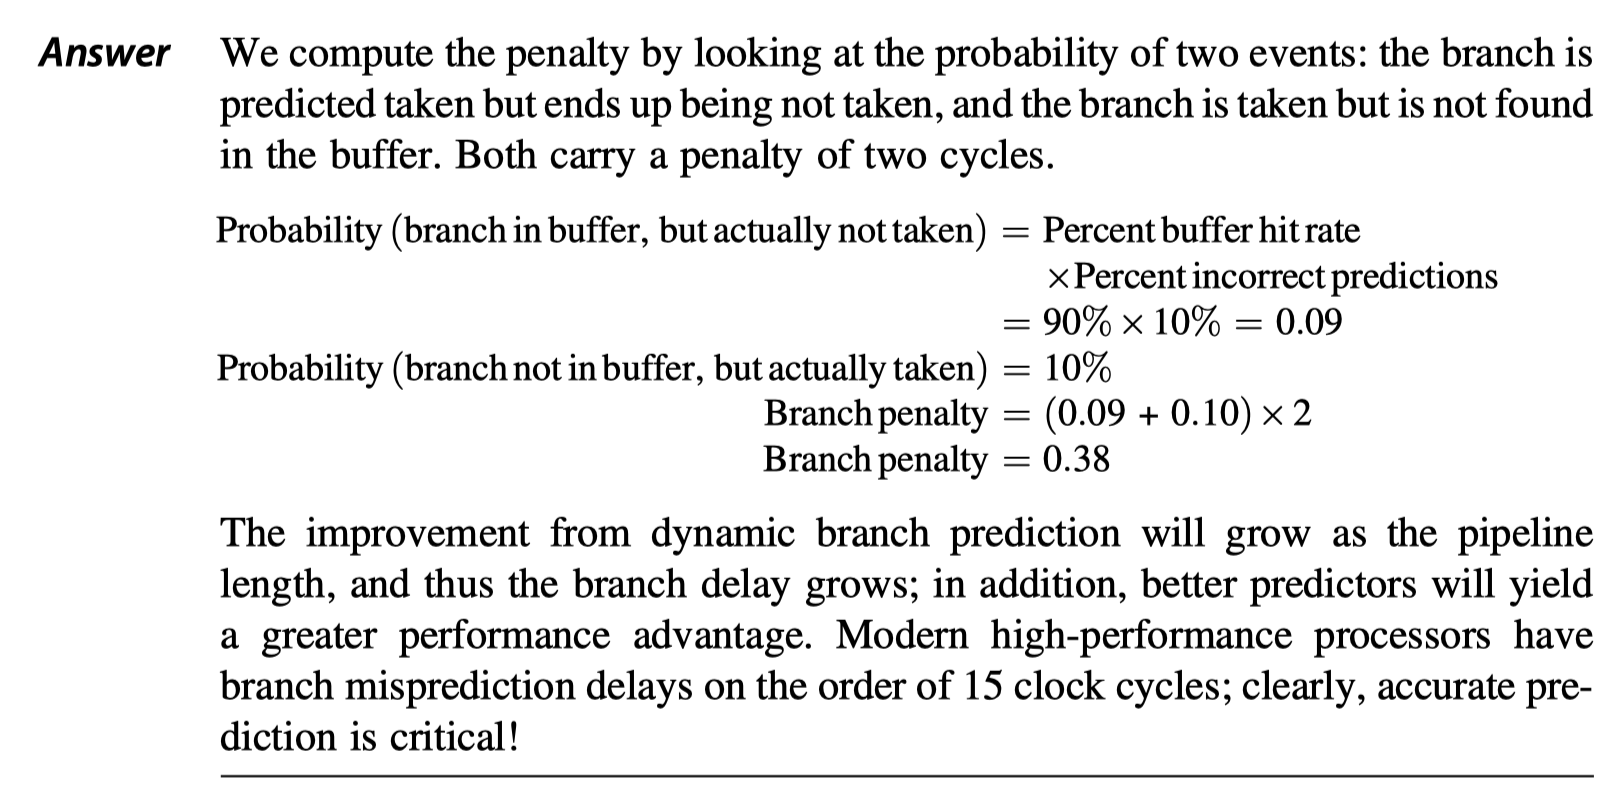 Answer We compute the penalty by looking at the probability of two events: the branch is
predicted taken but ends up being not taken, and the branch is taken but is not found
in the buffer. Both carry a penalty of two cycles.
Probability (branch in buffer, but actually not taken) = Percent buffer hit rate
×Percent incorrect predictions
= 90% × 10% = 0.09
Probability (branch not in buffer, but actually taken) = 10%
Branch penalty = (0.09 + 0.10) × 2
Branch penalty = 0.38
The improvement from dynamic branch prediction will grow as the pipeline
length, and thus the branch delay grows; in addition, better predictors will yield
a greater performance advantage. Modern high-performance processors have
branch misprediction delays on the order of 15 clock cycles; clearly, accurate pre-
diction is critical!